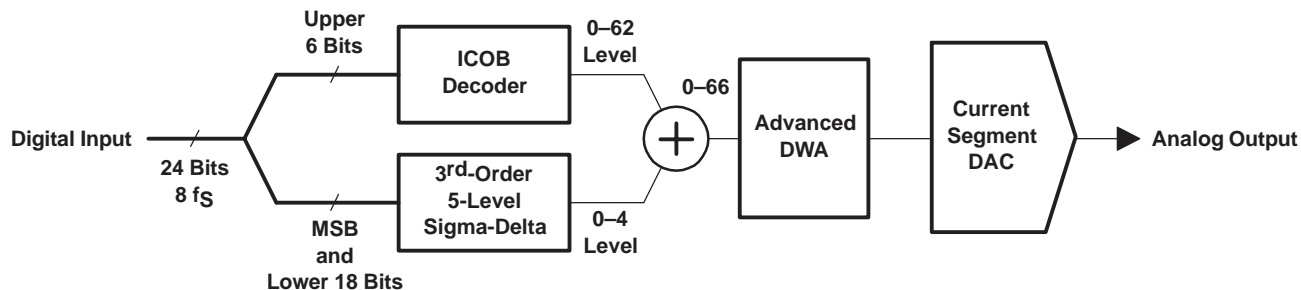 Digital Input
24 Bits
8 fS
Upper
6 Bits
ICOB
Decoder
0–62
Level
MSB
and
Lower 18 Bits
3rd-Order
5-Level
Sigma-Delta
0–4
Level
+
0–66
Advanced
DWA
Current
Segment
DAC
Analog Output